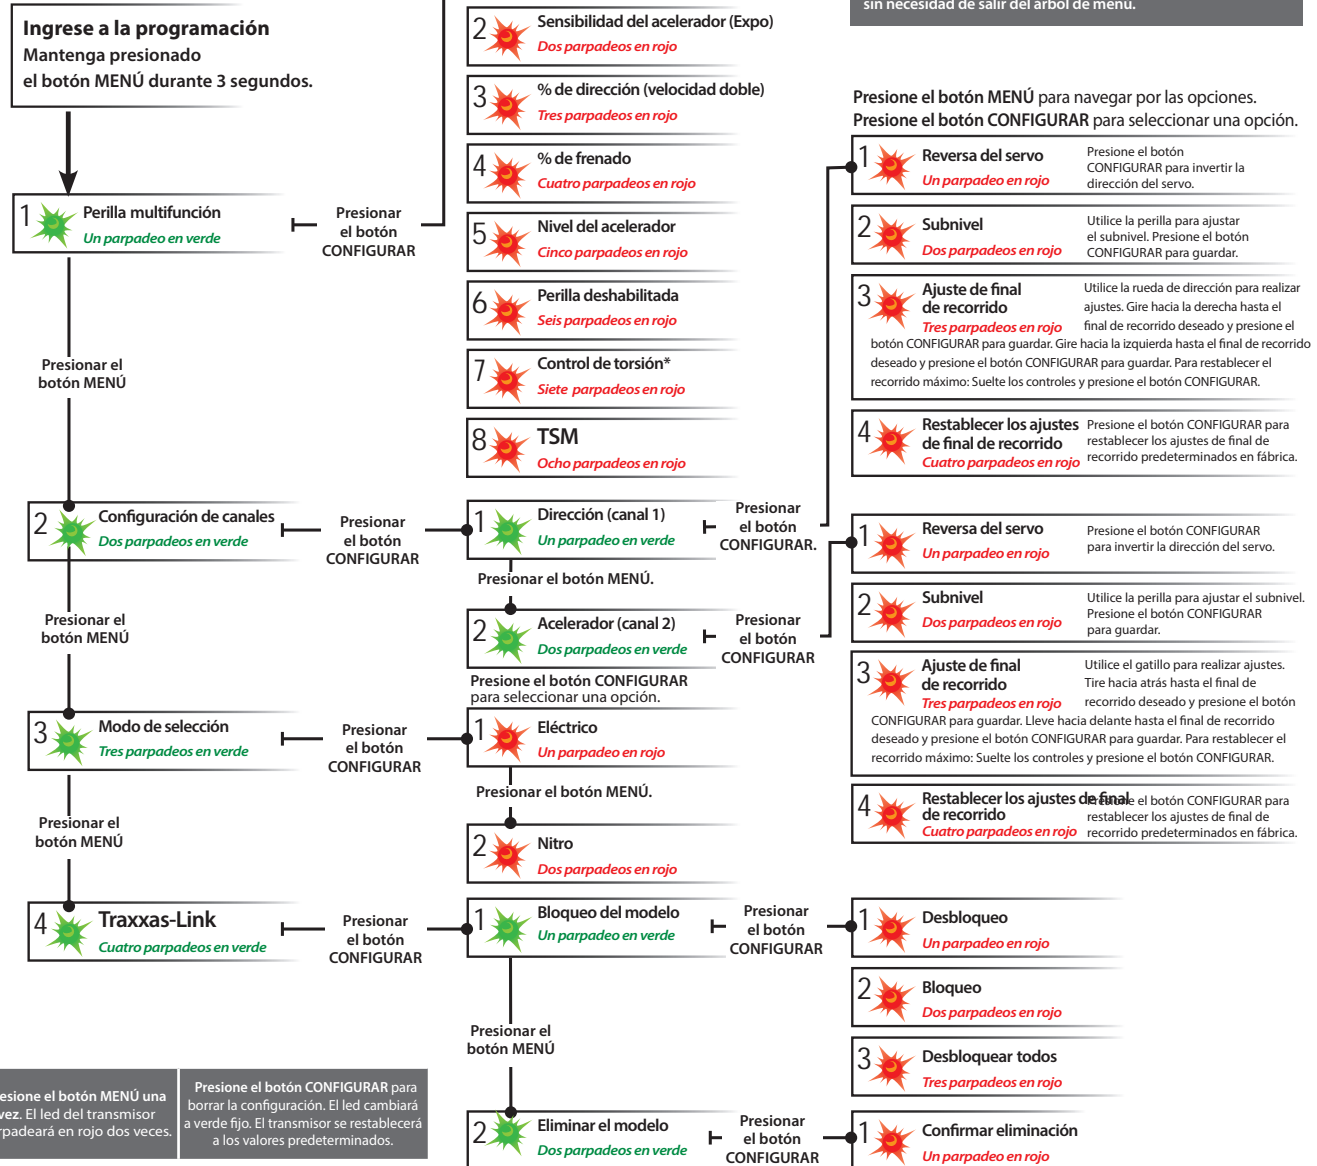 sin necesidad de salir del árbol de menú.
Ingrese a la programación
Mantenga presionado
el botón MENÚ durante 3 segundos.
1
Perilla multifunción
Un parpadeo en verde
Presionar
el botón
CONFIGURAR
Presionar el
botón MENÚ
2
Configuración de canales
Dos parpadeos en verde
Presionar
el botón
CONFIGURAR
Presionar el
botón MENÚ
3
Modo de selección
Tres parpadeos en verde
Presionar
el botón
CONFIGURAR
Presionar el
botón MENÚ
4
Traxxas-Link
Cuatro parpadeos en verde
Presionar
el botón
CONFIGURAR
2
Sensibilidad del acelerador (Expo)
Dos parpadeos en rojo
3
% de dirección (velocidad doble)
Tres parpadeos en rojo
4
% de frenado
Cuatro parpadeos en rojo
5
Nivel del acelerador
Cinco parpadeos en rojo
6
Perilla deshabilitada
Seis parpadeos en rojo
7
Control de torsión*
Siete parpadeos en rojo
8
TSM
Ocho parpadeos en rojo
1
Dirección (canal 1)
Un parpadeo en verde
Presionar
el botón
CONFIGURAR.
Presionar el botón MENÚ.
2
Acelerador (canal 2)
Dos parpadeos en verde
Presionar
el botón
CONFIGURAR
Presione el botón CONFIGURAR
para seleccionar una opción.
1
Eléctrico
Un parpadeo en rojo
Presionar el botón MENÚ.
2
Nitro
Dos parpadeos en rojo
1
Bloqueo del modelo
Un parpadeo en verde
Presionar
el botón
CONFIGURAR
Presionar el
botón MENÚ
2
Eliminar el modelo
Dos parpadeos en verde
Presionar
el botón
CONFIGURAR
Presione el botón MENÚ para navegar por las opciones.
Presione el botón CONFIGURAR para seleccionar una opción.
1
Reversa del servo
Un parpadeo en rojo
Presione el botón
CONFIGURAR para invertir la
dirección del servo.
2
Subnivel
Dos parpadeos en rojo
Utilice la perilla para ajustar
el subnivel. Presione el botón
CONFIGURAR para guardar.
3
Ajuste de final
de recorrido
Tres parpadeos en rojo
Utilice la rueda de dirección para realizar
ajustes. Gire hacia la derecha hasta el
final de recorrido deseado y presione el
botón CONFIGURAR para guardar. Gire hacia la izquierda hasta el final de recorrido
deseado y presione el botón CONFIGURAR para guardar. Para restablecer el
recorrido máximo: Suelte los controles y presione el botón CONFIGURAR.
4
Restablecer los ajustes
de final de recorrido
Cuatro parpadeos en rojo
Presione el botón CONFIGURAR para
restablecer los ajustes de final de
recorrido predeterminados en fábrica.
1
Reversa del servo
Un parpadeo en rojo
Presione el botón CONFIGURAR
para invertir la dirección del servo.
2
Subnivel
Dos parpadeos en rojo
Utilice la perilla para ajustar el subnivel.
Presione el botón CONFIGURAR
para guardar.
3
Ajuste de final
de recorrido
Tres parpadeos en rojo
Utilice el gatillo para realizar ajustes.
Tire hacia atrás hasta el final de
recorrido deseado y presione el botón
CONFIGURAR para guardar. Lleve hacia delante hasta el final de recorrido
deseado y presione el botón CONFIGURAR para guardar. Para restablecer el
recorrido máximo: Suelte los controles y presione el botón CONFIGURAR.
4
Restablecer los ajustes de final
de recorrido
Cuatro parpadeos en rojo
Presione el botón CONFIGURAR para
restablecer los ajustes de final de
recorrido predeterminados en fábrica.
1
Desbloqueo
Un parpadeo en rojo
2
Bloqueo
Dos parpadeos en rojo
3
Desbloquear todos
Tres parpadeos en rojo
1
Confirmar eliminación
Un parpadeo en rojo
esione el botón MENÚ una
vez. El led del transmisor
rpadeará en rojo dos veces.
Presione el botón CONFIGURAR para
borrar la configuración. El led cambiará
a verde fijo. El transmisor se restablecerá
a los valores predeterminados.